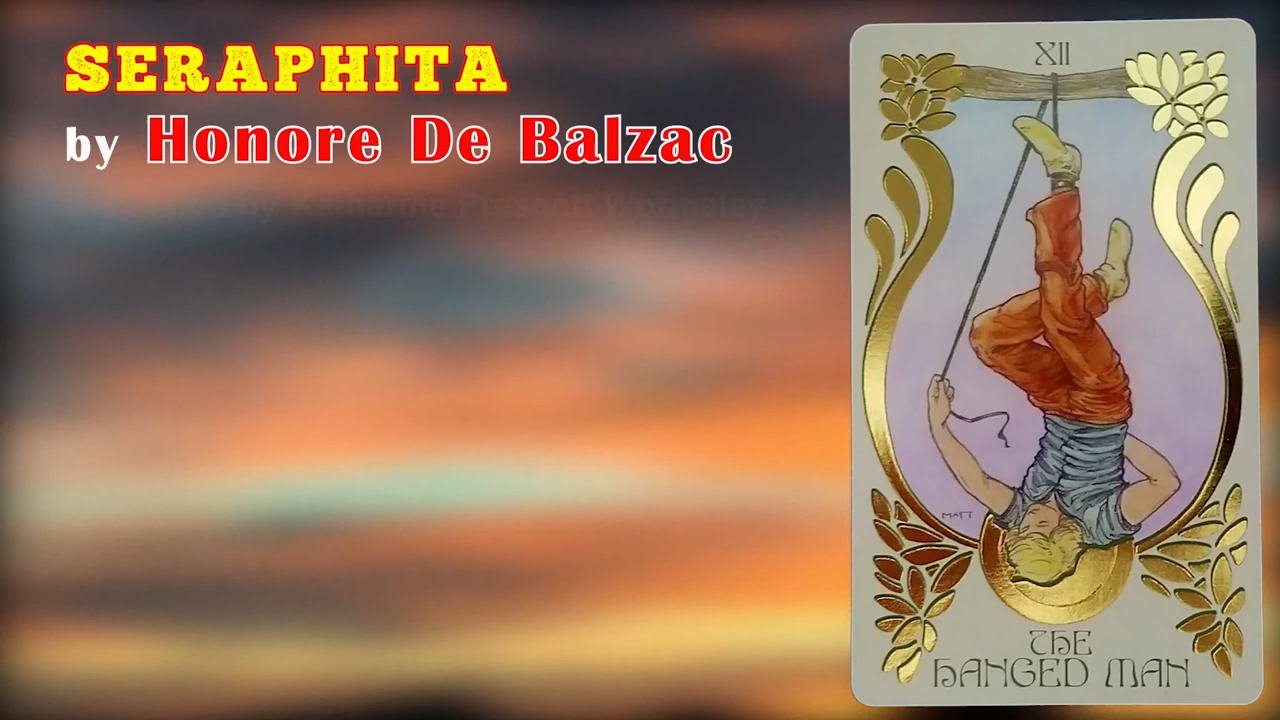 SERAPHITA
by Honore De Balzac
XII
MATT
THE
HANGED MAN